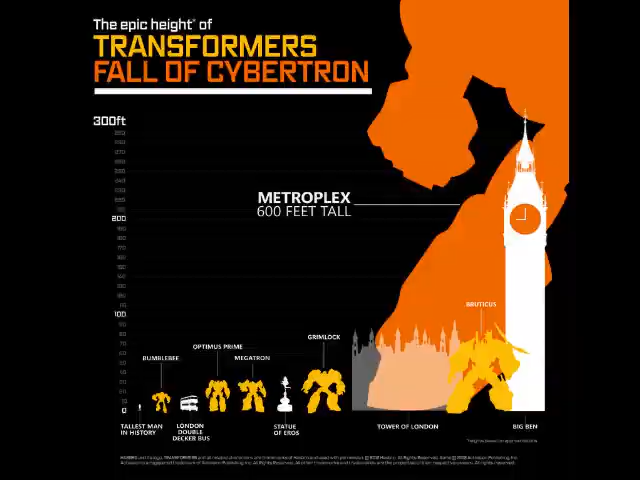 The epic height* of
TRANSFORMERS
FALL OF CYBERTRON
300ft
METROPLEX
600 FEET TALL
200
100
BRUTICUS
GRIMLOCK
OPTIMUS PRIME
BUMBLEBEE
MEGATRON
0
TALLEST MAN
IN HISTORY
LONDON
DOUBLE
DECKER BUS
STATUE
OF EROS
TOWER OF LONDON
BIG BEN